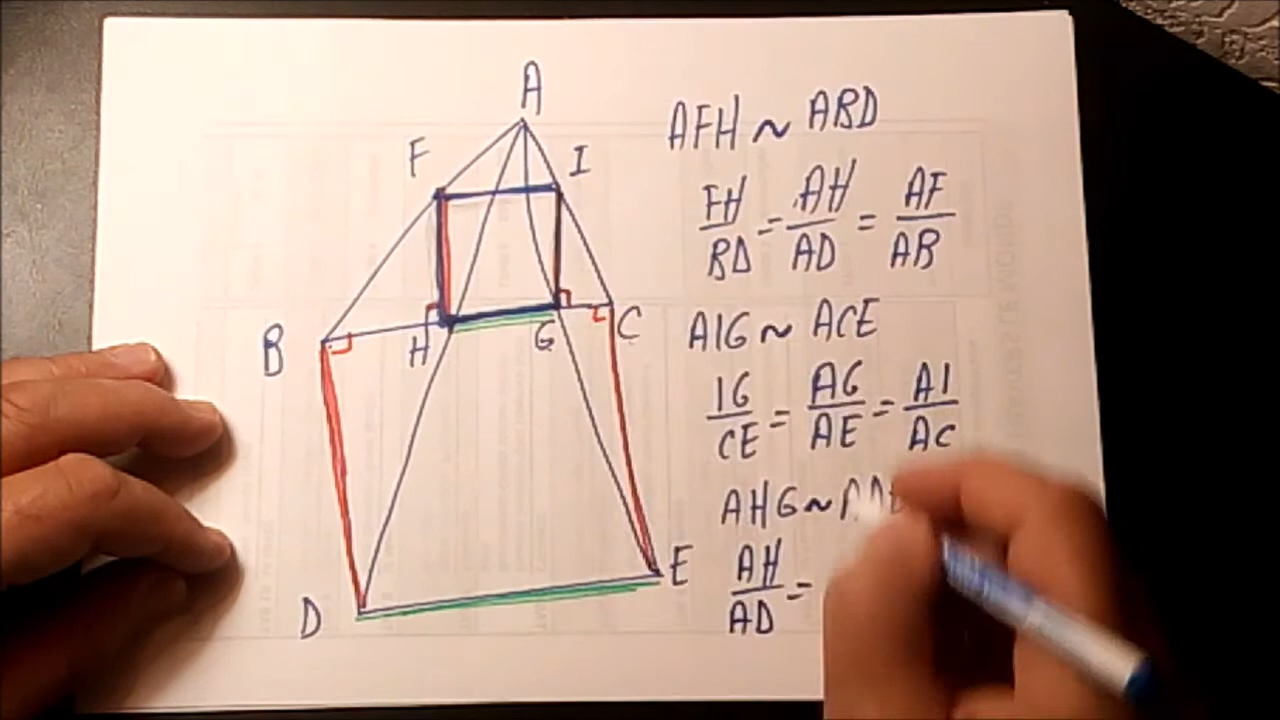 A
F
I
B
H
G
C
D
E
AFH ~ ABD
FH/BD = AH/AD = AF/AB
AIG ~ ACE
IG/CE = AG/AE = AI/AC
AHG ~
AH/AD =